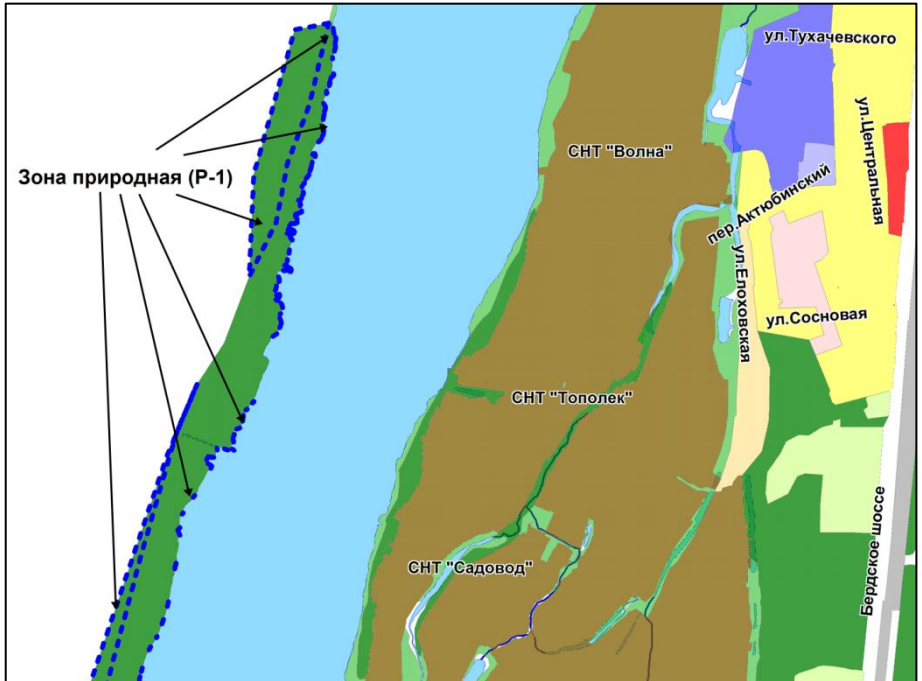 ул.Тухачевского
ул.Центральная
СНТ "Волна"
Зона природная (Р-1)
пер.Актюбинский
ул.Елоховская
ул.Сосновая
СНТ "Тополек"
СНТ "Садовод"
Бердское шоссе